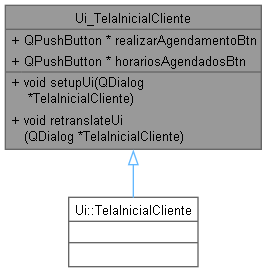 Ui_TelaInicialCliente
+ QPushButton * realizarAgendamentoBtn
+ QPushButton * horariosAgendadosBtn
+ void setupUi(QDialog
*TelaInicialCliente)
+ void retranslateUi
(QDialog *TelaInicialCliente)
Ui::TelaInicialCliente